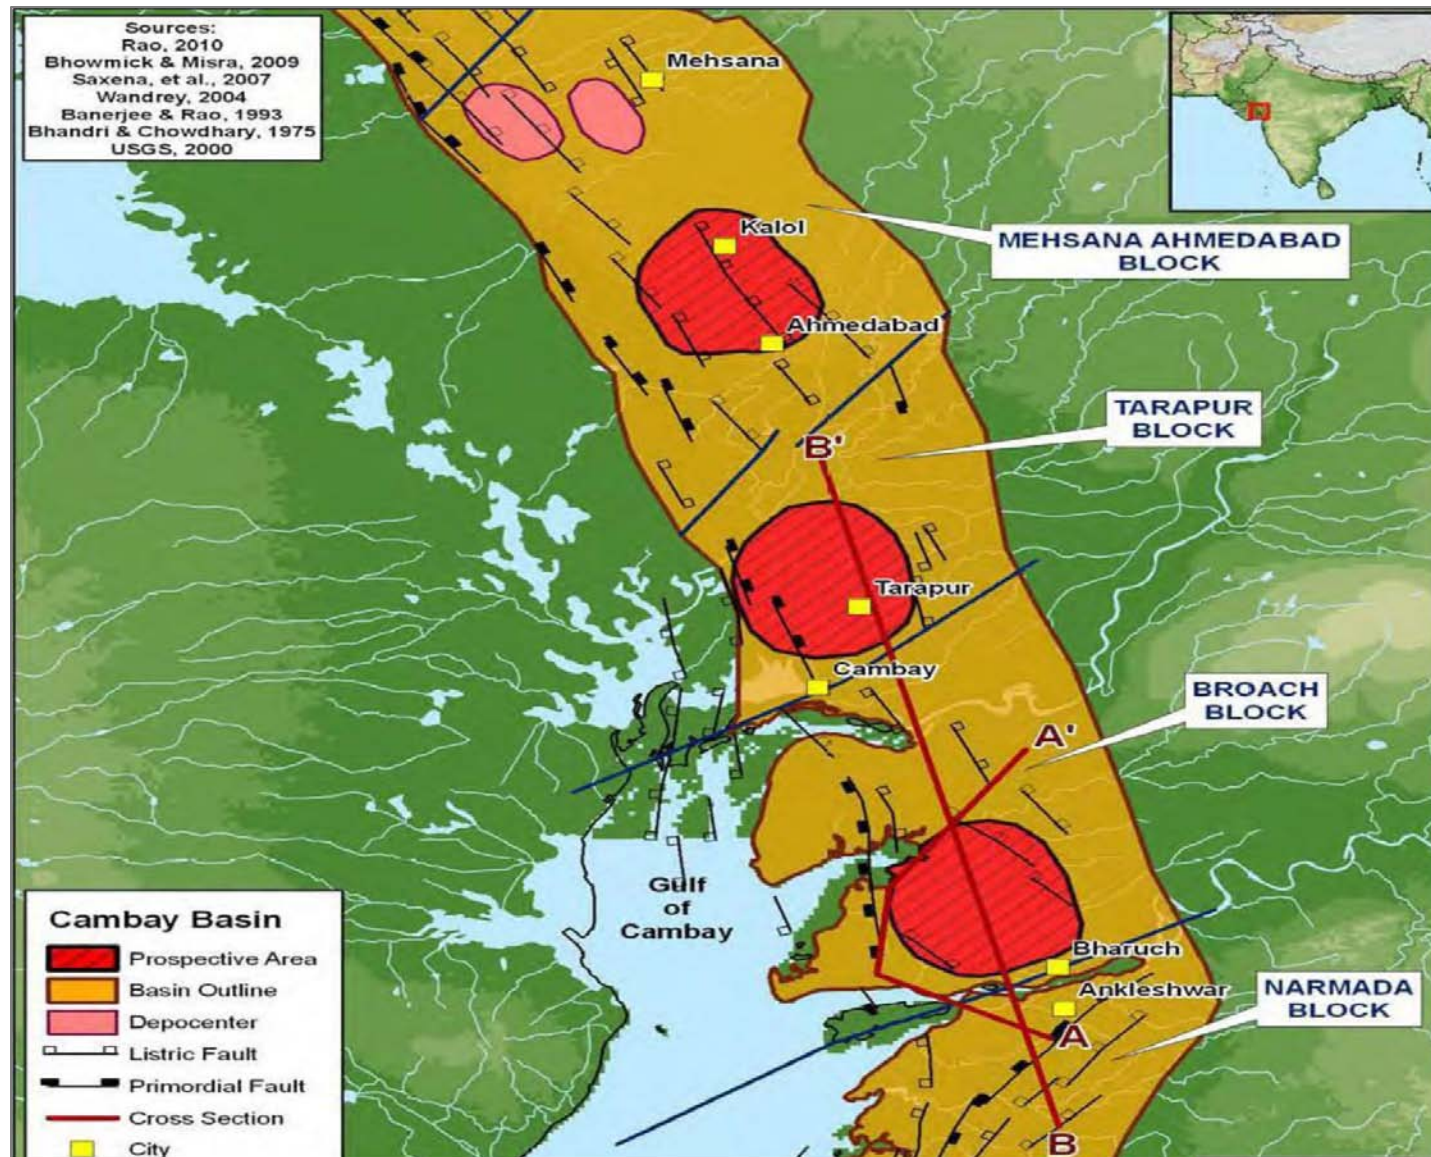 Sources:
Rao, 2010
Bhowmick & Misra, 2009
Saxena, et al., 2007
Wandrey, 2004
Banerjee & Rao, 1993
Bhandri & Chowdhary, 1975
USGS, 2000
Mehsana
Kalol
MEHSANA AHMEDABAD
BLOCK
Ahmedabad
TARAPUR
BLOCK
B'
Tarapur
Cambay
BROACH
BLOCK
A'
Gulf
of
Cambay
Bharuch
Ankleshwar
NARMADA
BLOCK
A
B
Cambay Basin
Prospective Area
Basin Outline
Depocenter
Listric Fault
Primordial Fault
Cross Section
City